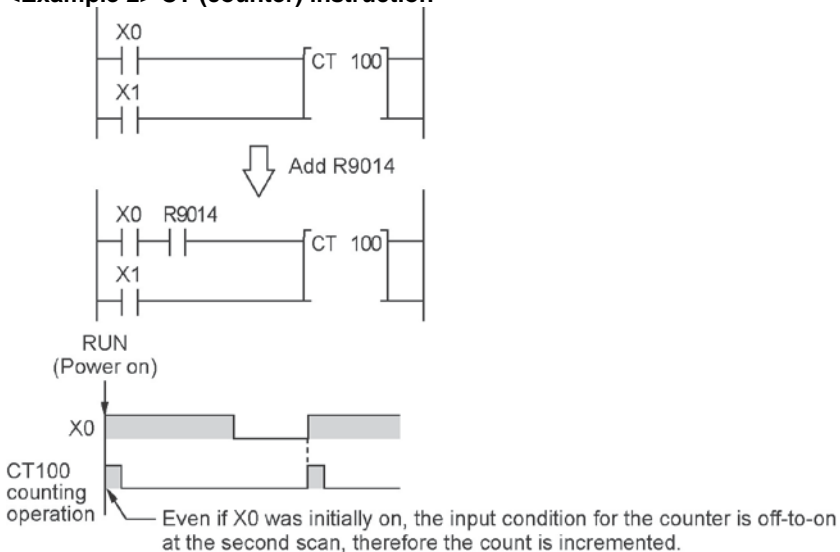 <Example 2> CT (counter) instruction
X0
CT 100
X1
Add R9014
X0 R9014
CT 100
X1
RUN
(Power on)
X0
CT100
counting
operation
Even if X0 was initially on, the input condition for the counter is off-to-on
at the second scan, therefore the count is incremented.